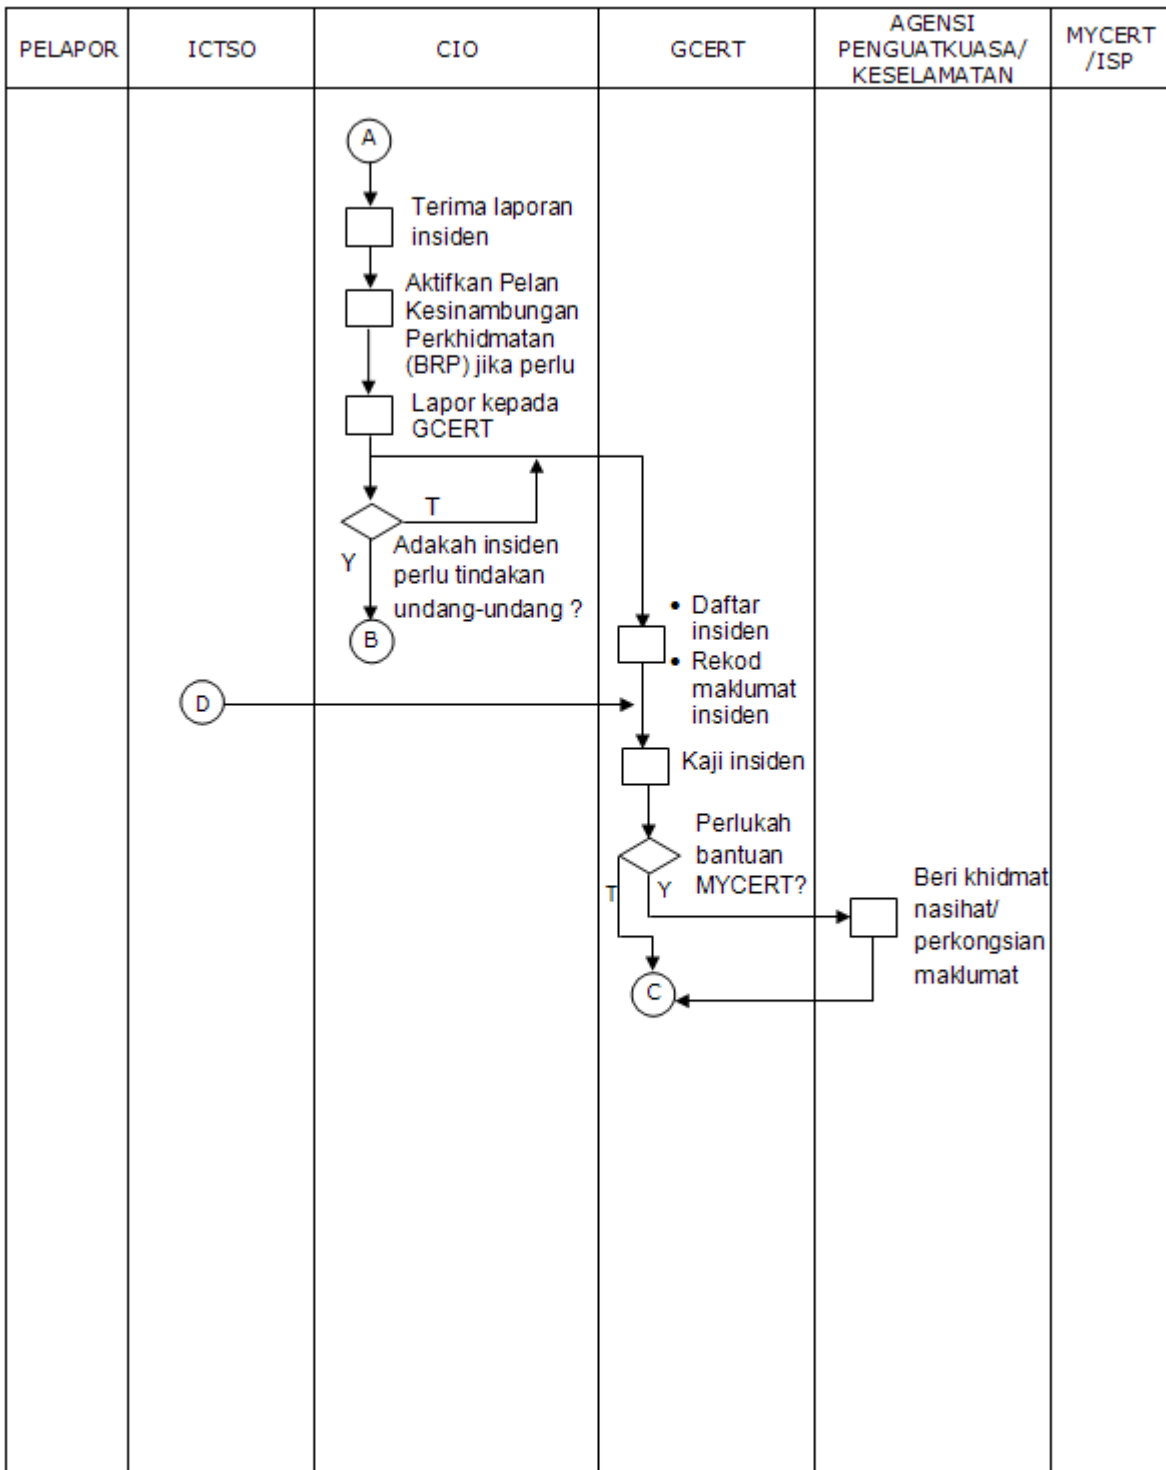 PELAPOR
ICTSO
CIO
GCERT
AGENSI
PENGUATKUASA/
KESELAMATAN
MYCERT
/ISP
A
Terima laporan
insiden
Aktifkan Pelan
Kesinambungan
Perkhidmatan
(BRP) jika perlu
Lapor kepada
GCERT
T
Y
Adakah insiden
perlu tindakan
undang-undang ?
B
• Daftar
insiden
• Rekod
maklumat
insiden
D
Kaji insiden
Perlukah
bantuan
MYCERT?
T
Y
Beri khidmat
nasihat/
perkongsian
maklumat
C